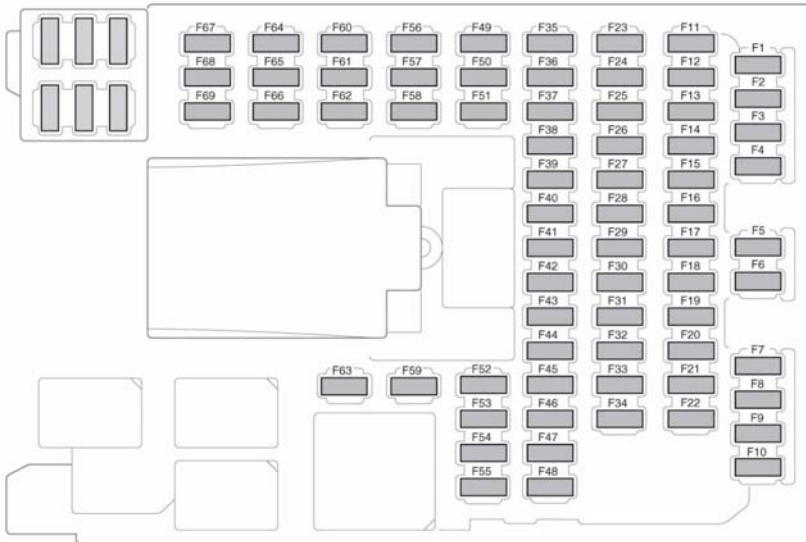 F67 F64 F60 F56 F49 F35 F23 F11
F1
F68 F65 F61 F57 F50 F36 F24 F12
F2
F69 F66 F62 F58 F51 F37 F25 F13
F3
F38 F26 F14
F4
F39 F27 F15
F40 F28 F16
F41 F29 F17 F5
F42 F30 F18 F6
F43 F31 F19
F44 F32 F20
F7
F63 F59 F52 F45 F33 F21
F8
F53 F46 F34 F22
F9
F54 F47
F10
F55 F48